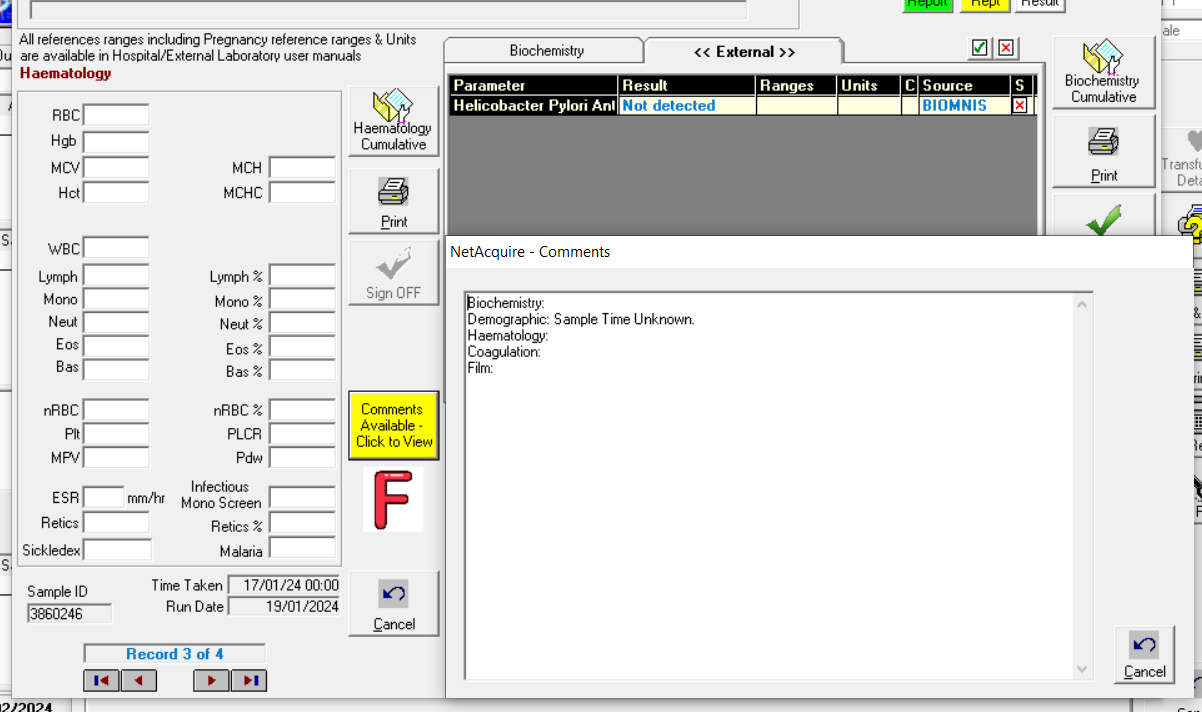 Report
Rept
Result
All references ranges including Pregnancy reference ranges & Units
are available in Hospital/External Laboratory user manuals
Haematology
RBC
Hgb
MCV
MCH
Hct
MCHC
WBC
Lymph
Lymph %
Mono
Mono %
Neut
Neut %
Eos
Eos %
Bas
Bas %
nRBC
nRBC %
Plt
PLCR
MPV
Pdw
ESR
mm/hr
Infectious
Mono Screen
Retics
Retics %
Sickledex
Malaria
Sample ID
3860246
Time Taken
17/01/24 00:00
Run Date
19/01/2024
Record 3 of 4
Haematology
Cumulative
Print
Sign OFF
Comments
Available -
Click to View
F
Cancel
Biochemistry
<< External >>
Parameter Result Ranges Units C Source S
Helicobacter Pylori Ant Not detected BIOMNIS
Biochemistry
Cumulative
Print
NetAcquire - Comments
Biochemistry:
Demographic: Sample Time Unknown.
Haematology:
Coagulation:
Film:
Cancel